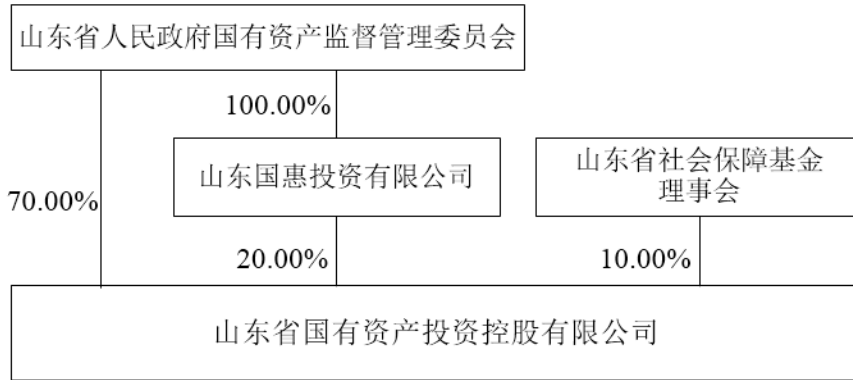 山东省人民政府国有资产监督管理委员会
100.00%
山东国惠投资有限公司
山东省社会保障基金
理事会
70.00%
20.00%
10.00%
山东省国有资产投资控股有限公司